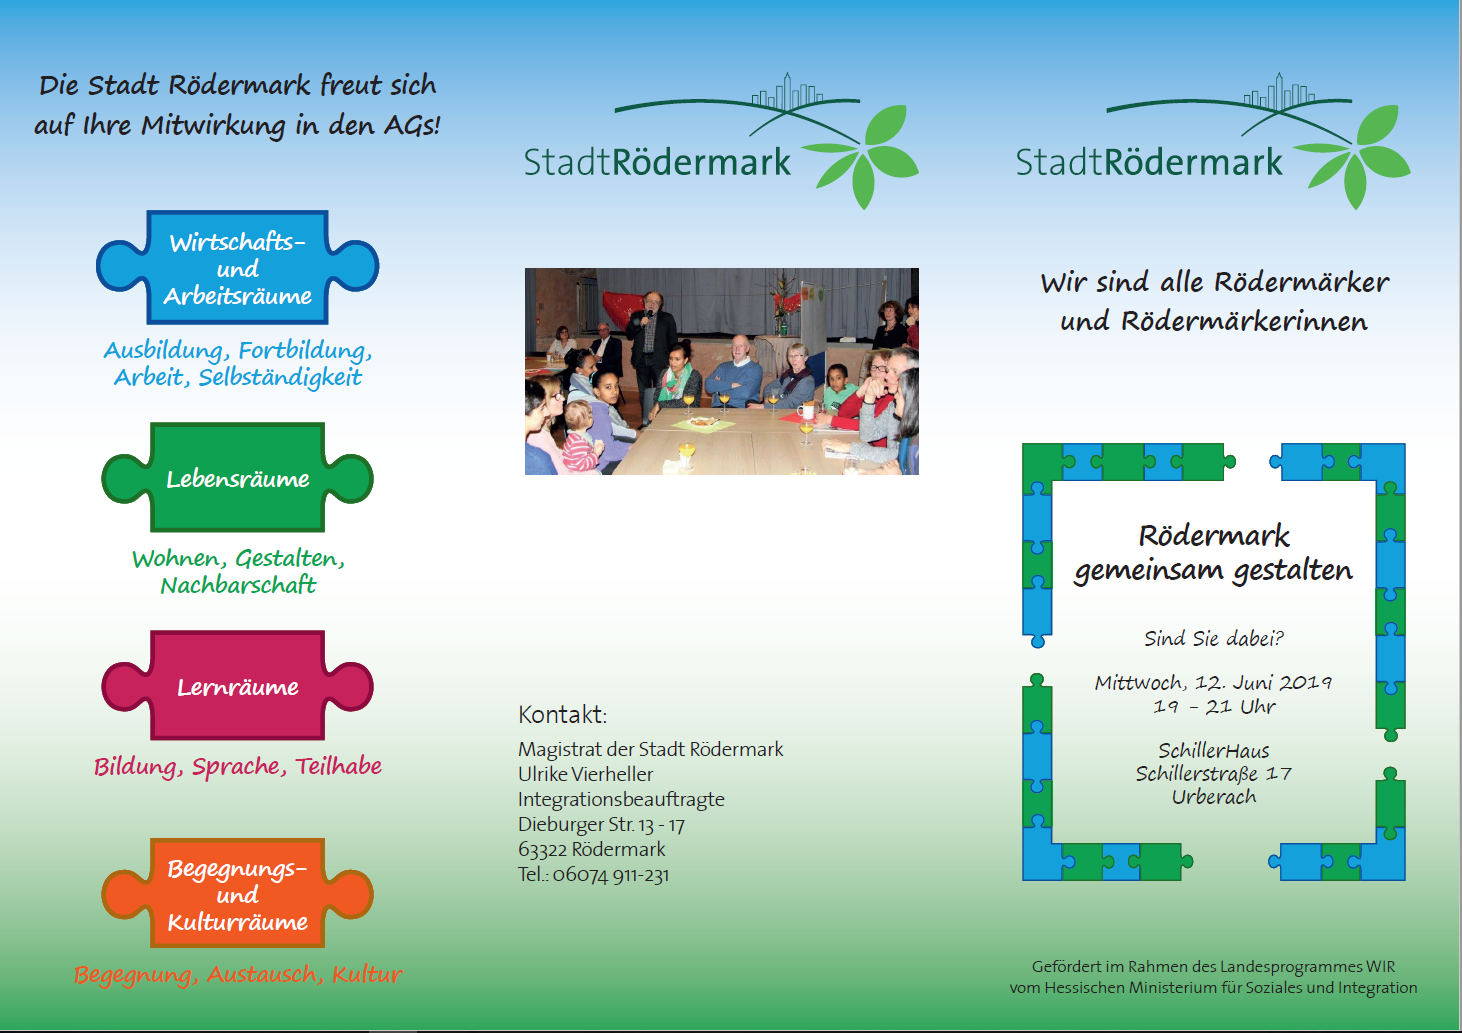 Die Stadt Rödermark freut sich
auf Ihre Mitwirkung in den AGs!
Wirtschafts-
und
Arbeitsräume
Ausbildung, Fortbildung,
Arbeit, Selbständigkeit
Lebensräume
Wohnen, Gestalten,
Nachbarschaft
Lernräume
Bildung, Sprache, Teilhabe
Begegnungs-
und
Kulturräume
Begegnung, Austausch, Kultur
StadtRödermark
Kontakt:
Magistrat der Stadt Rödermark
Ulrike Vierheller
Integrationsbeauftragte
Dieburger Str. 13 - 17
63322 Rödermark
Tel.: 06074 911-231
StadtRödermark
Wir sind alle Rödermärker
und Rödermärkerinnen
Rödermark
gemeinsam gestalten
Sind Sie dabei?
Mittwoch, 12. Juni 2019
19 - 21 Uhr
SchillerHaus
Schillerstraße 17
Urberach
Gefördert im Rahmen des Landesprogrammes WIR
vom Hessischen Ministerium für Soziales und Integration